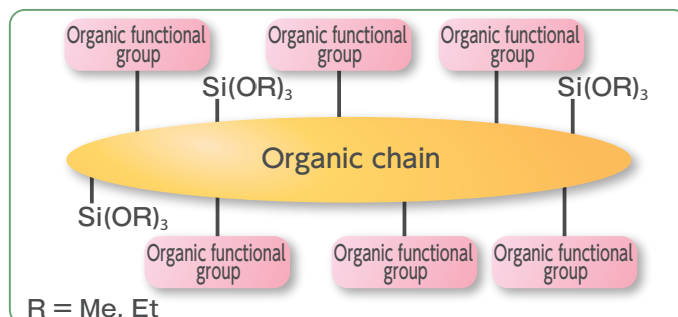 Organic functional
group
Organic functional
group
Organic functional
group
Si(OR)₃
Si(OR)₃
Organic chain
Si(OR)₃
Organic functional
group
Organic functional
group
Organic functional
group
R = Me, Et